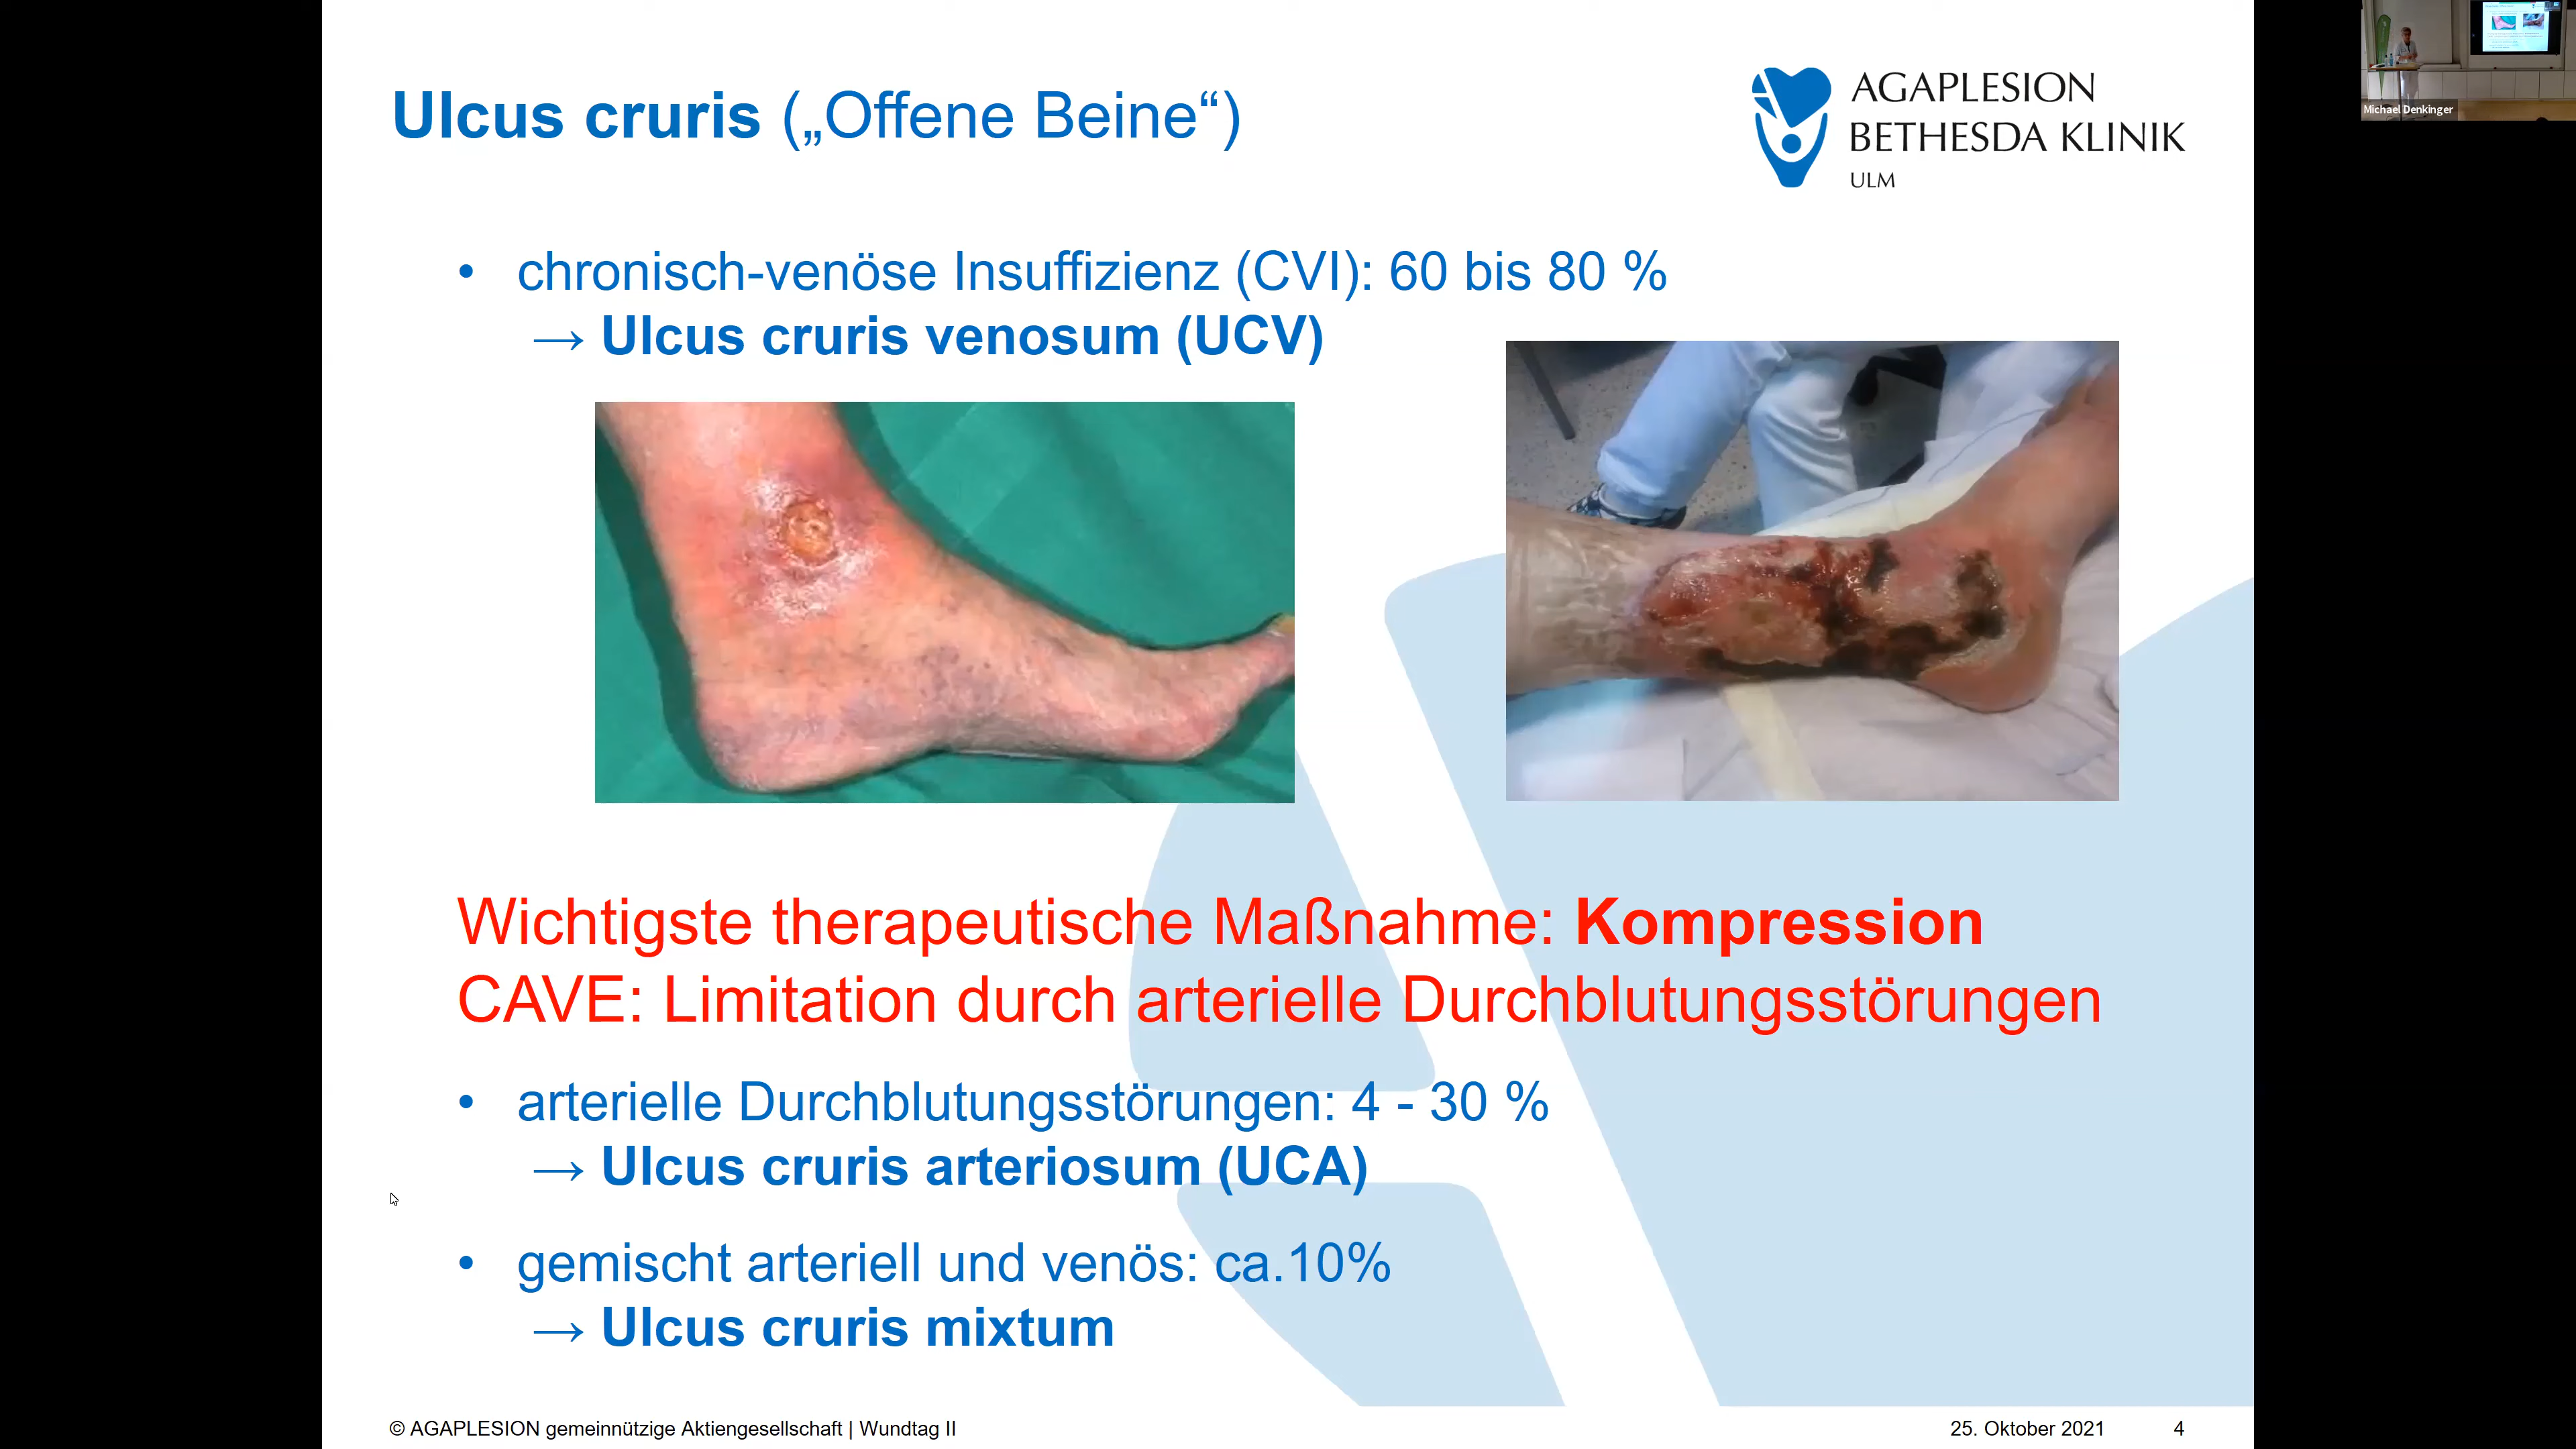 Ulcus cruris („Offene Beine“)
AGAPLESION
BETHESDA KLINIK
ULM
Michael Denkinger
• chronisch-venöse Insuffizienz (CVI): 60 bis 80 %
→ Ulcus cruris venosum (UCV)
Wichtigste therapeutische Maßnahme: Kompression
CAVE: Limitation durch arterielle Durchblutungsstörungen
• arterielle Durchblutungsstörungen: 4 - 30 %
→ Ulcus cruris arteriosum (UCA)
• gemischt arteriell und venös: ca.10%
→ Ulcus cruris mixtum
© AGAPLESION gemeinnützige Aktiengesellschaft | Wundtag II
25. Oktober 2021
4